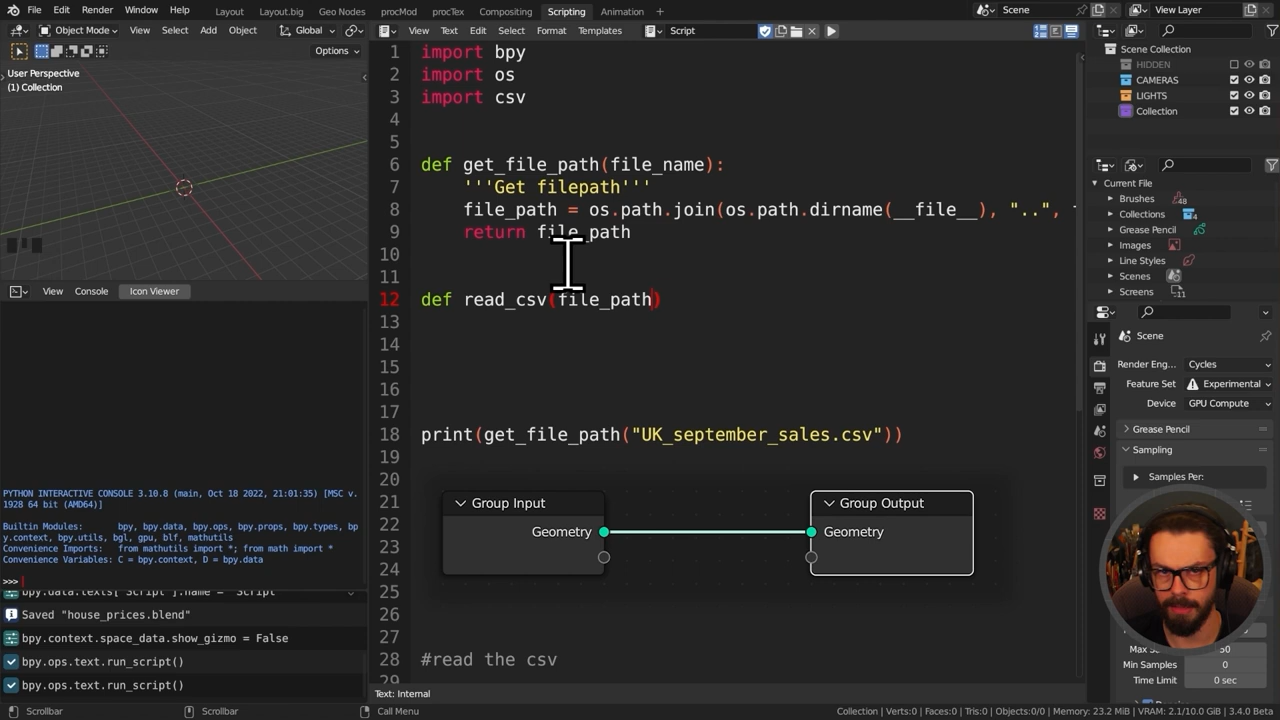 File Edit Render Window Help
Layout Layout.big Geo Nodes procMod procTex Compositing Scripting Animation +
Scene
View Layer
Object Mode View Select Add Object Global
Options
User Perspective
(1) Collection
View Console Icon Viewer
PYTHON INTERACTIVE CONSOLE 3.10.8 (main, Oct 18 2022, 21:01:35) [MSC v.
1928 64 bit (AMD64)]
Builtin Modules: bpy, bpy.data, bpy.ops, bpy.props, bpy.types, bp
y.context, bpy.utils, bgl, gpu, blf, mathutils
Convenience Imports: from mathutils import *; from math import *
Convenience Variables: C = bpy.context, D = bpy.data
>>>
bpy.data.texts["Script"].name = "Script"
Saved "house_prices.blend"
bpy.context.space_data.show_gizmo = False
bpy.ops.text.run_script()
bpy.ops.text.run_script()
View Text Edit Select Format Templates Script
1 import bpy
2 import os
3 import csv
4
5
6 def get_file_path(file_name):
7 '''Get filepath'''
8 file_path = os.path.join(os.path.dirname(__file__), "..",
9 return file_path
10
11
12 def read_csv(file_path)
13
14
15
16
17
18 print(get_file_path("UK_september_sales.csv"))
19
20
21
22
23
24
25
26
27
28 #read the csv
29
Group Input
Geometry
Group Output
Geometry
Text: Internal
Scene Collection
HIDDEN
CAMERAS
LIGHTS
Collection
Current File
Brushes 48
Collections 4
Grease Pencil
Images
Line Styles
Scenes
Screens 11
Scene
Render Eng... Cycles
Feature Set Experimental
Device GPU Compute
Grease Pencil
Sampling
Samples Per:
50
Min Samples 0
Time Limit 0 sec
Scrollbar Scrollbar Call Menu
Collection | Verts:0 | Faces:0 | Tris:0 | Objects:0/0 | Memory: 23.2 MiB | VRAM: 2.1/10.0 GiB | 3.4.0 Beta